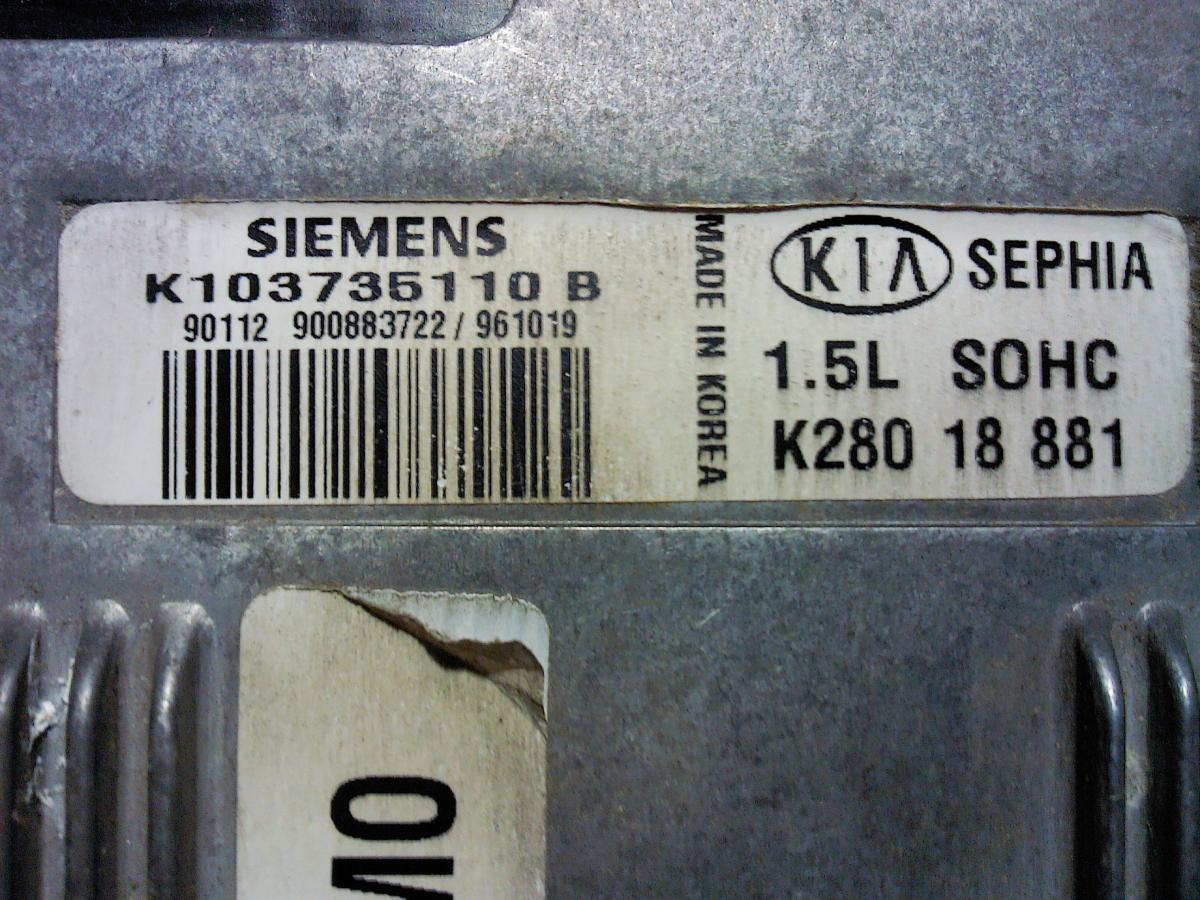 SIEMENS
K103735110 B
90112 900883722 / 961019
MADE IN KOREA
KIA SEPHIA
1.5L SOHC
K280 18 881